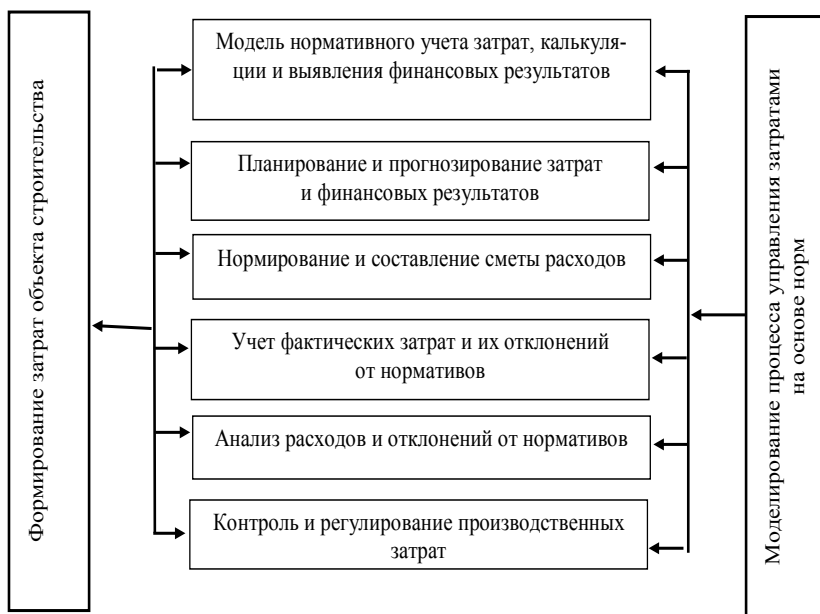 Формирование затрат объекта строительства
Модель нормативного учета затрат, калькуля-
ции и выявления финансовых результатов
Планирование и прогнозирование затрат
и финансовых результатов
Нормирование и составление сметы расходов
Учет фактических затрат и их отклонений
от нормативов
Анализ расходов и отклонений от нормативов
Контроль и регулирование производственных
затрат
Моделирование процесса управления затратами
на основе норм